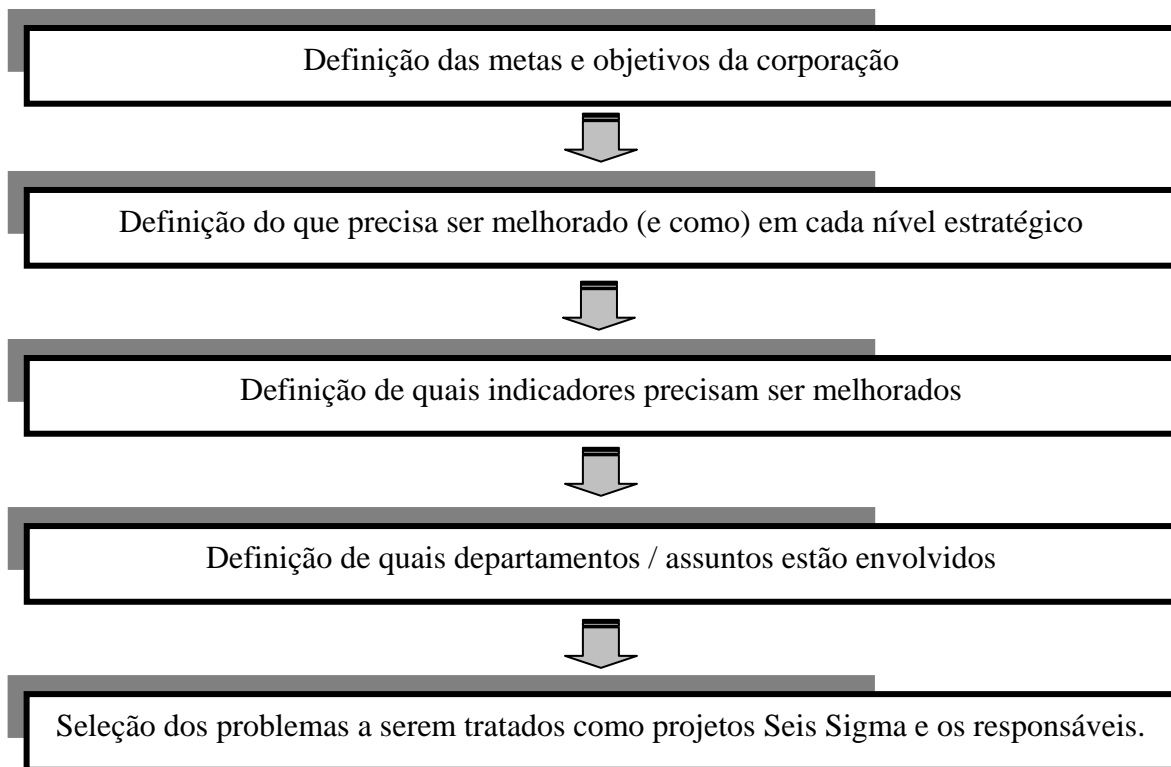 Definição das metas e objetivos da corporação
Definição do que precisa ser melhorado (e como) em cada nível estratégico
Definição de quais indicadores precisam ser melhorados
Definição de quais departamentos / assuntos estão envolvidos
Seleção dos problemas a serem tratados como projetos Seis Sigma e os responsáveis.